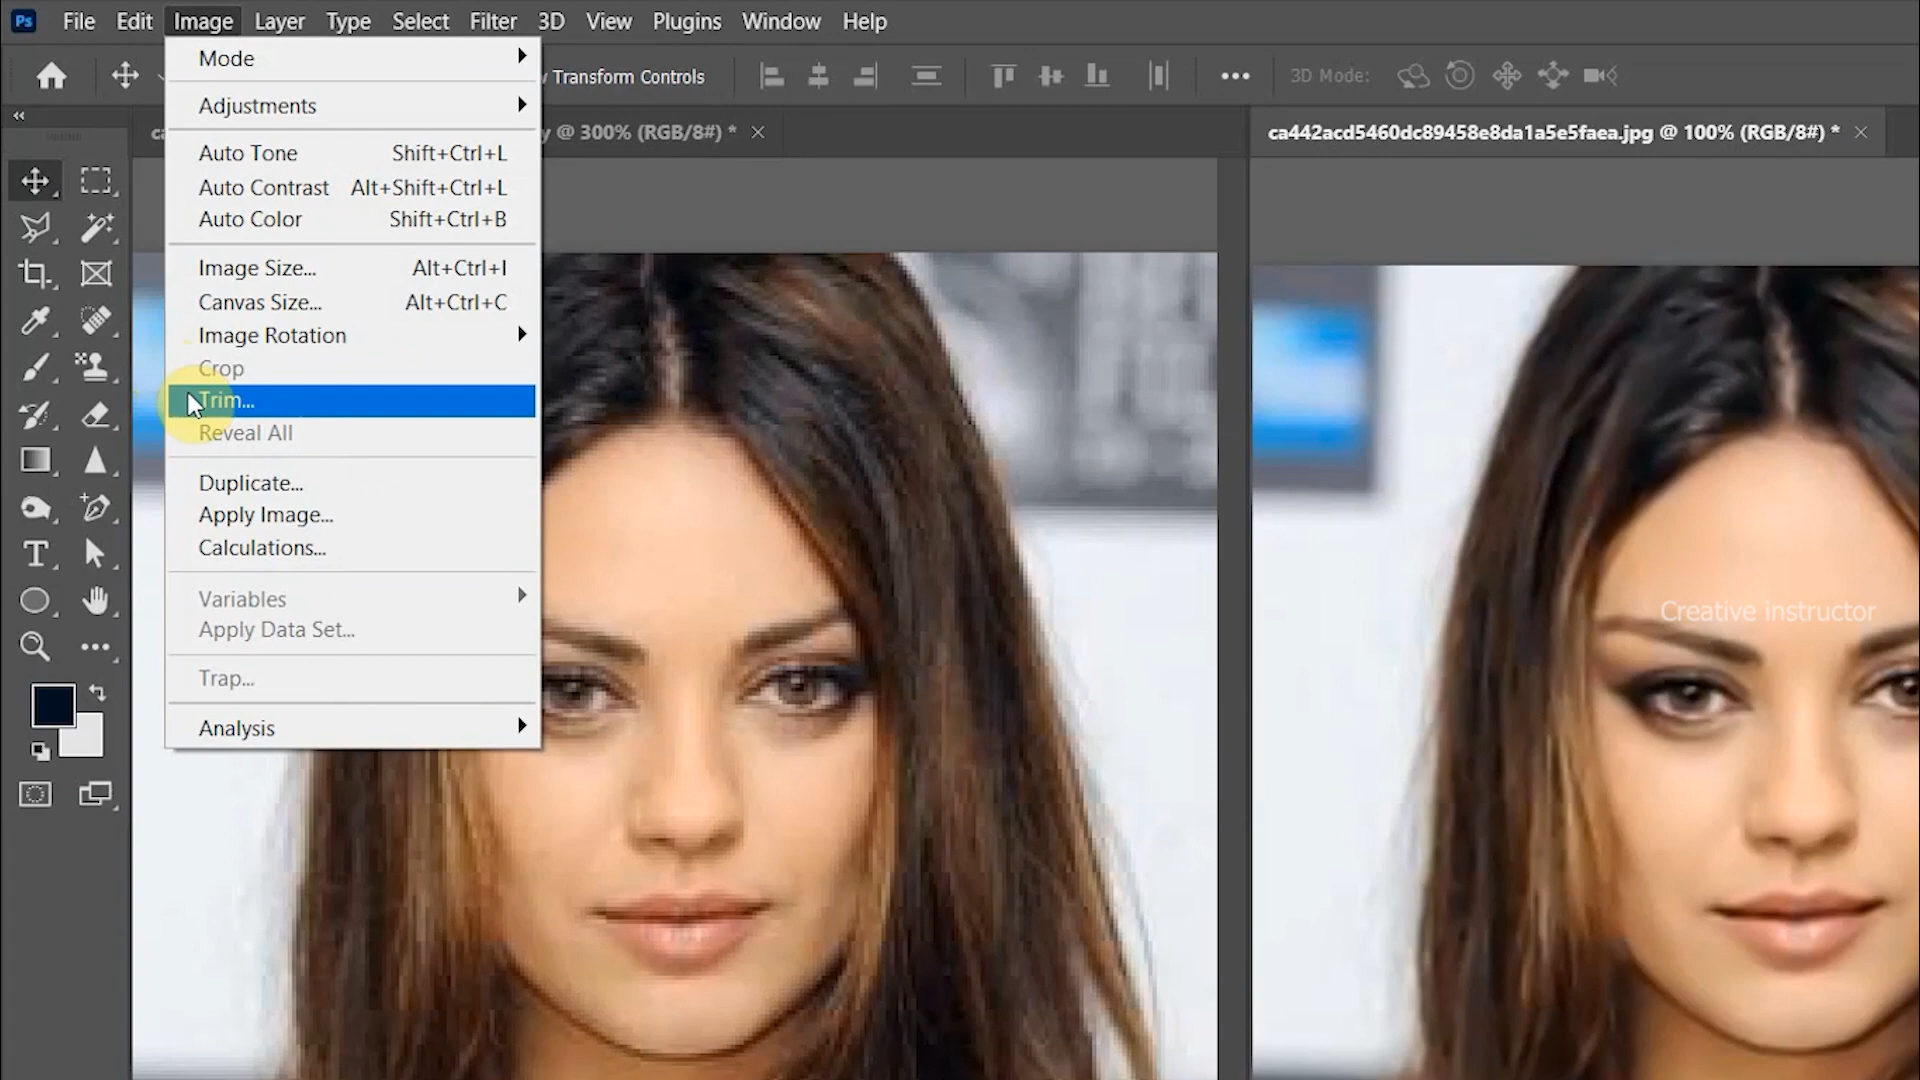 Ps File Edit Image Layer Type Select Filter 3D View Plugins Window Help
Transform Controls
3D Mode:
@ 300% (RGB/8#) *
ca442acd5460dc89458e8da1a5e5faea.jpg @ 100% (RGB/8#) *
Mode
Adjustments
Auto Tone Shift+Ctrl+L
Auto Contrast Alt+Shift+Ctrl+L
Auto Color Shift+Ctrl+B
Image Size... Alt+Ctrl+I
Canvas Size... Alt+Ctrl+C
Image Rotation
Crop
Trim...
Reveal All
Duplicate...
Apply Image...
Calculations...
Variables
Apply Data Set...
Trap...
Analysis
Creative instructor